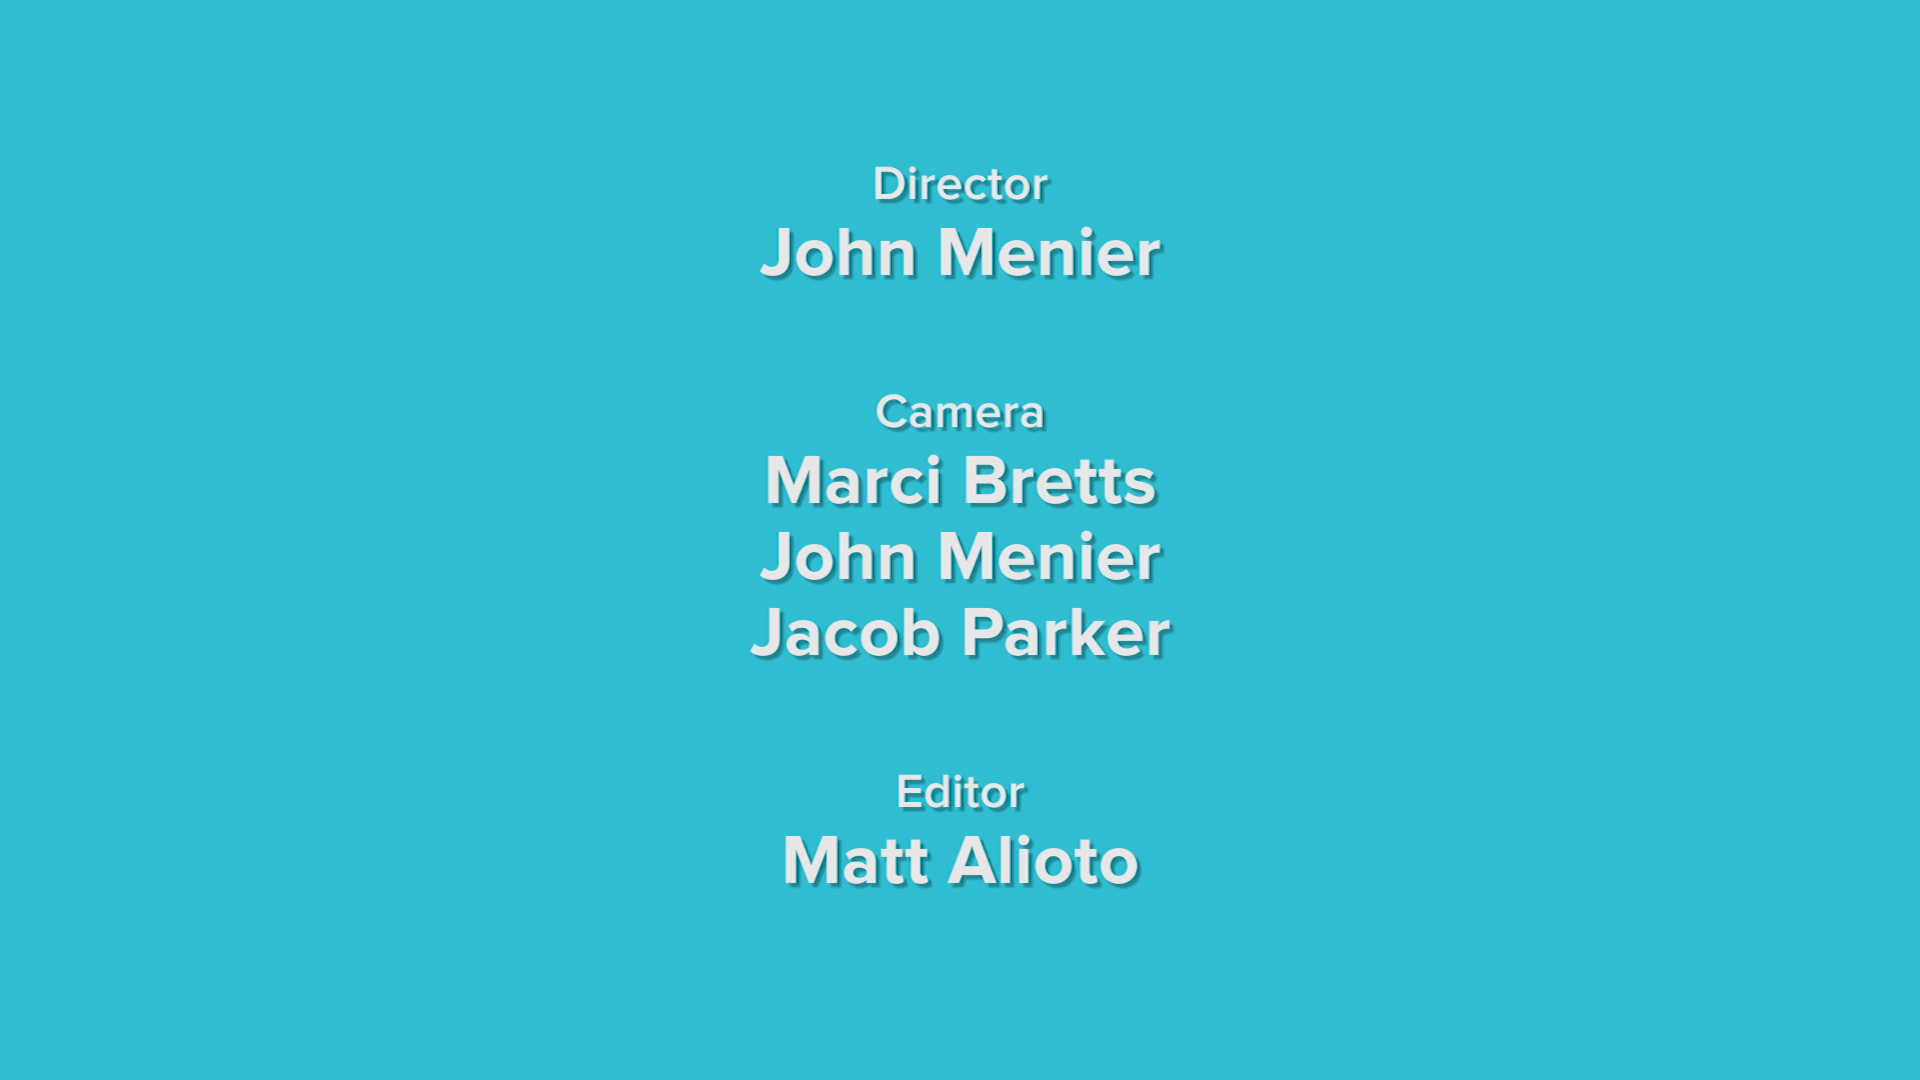 Director
John Menier
Camera
Marci Bretts
John Menier
Jacob Parker
Editor
Matt Alioto